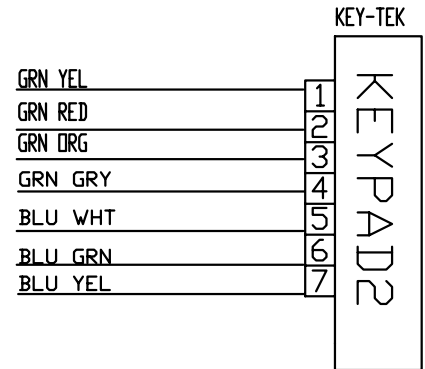 KEY-TEK
GRN YEL
1
GRN RED
2
GRN ORG
3
GRN GRY
4
BLU WHT
5
BLU GRN
6
BLU YEL
7
KEYPAD2